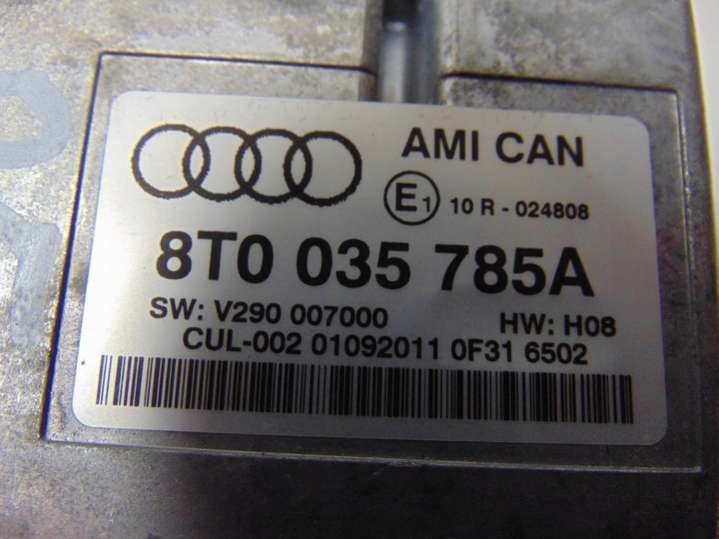 AMI CAN
E1 10 R - 024808
8T0 035 785A
SW: V290 007000 HW: H08
CUL-002 01092011 0F31 6502